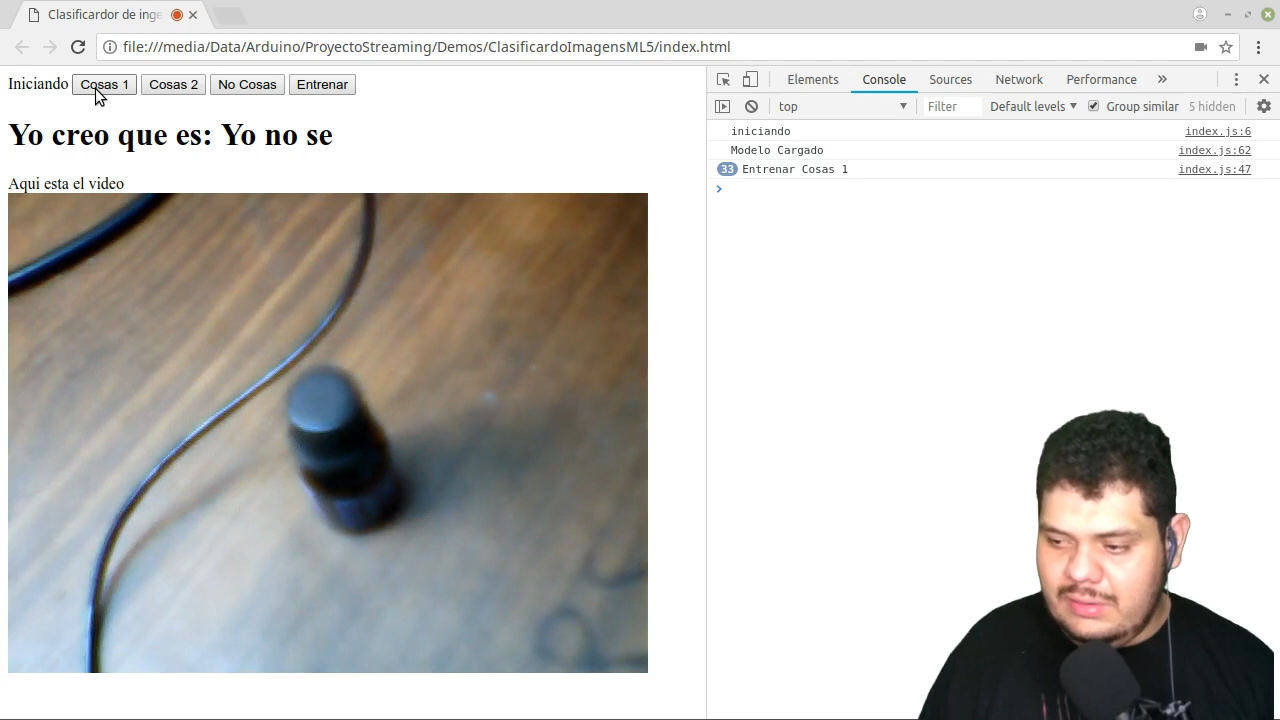 Clasificardor de inge
file:///media/Data/Arduino/ProyectoStreaming/Demos/ClasificardoImagensML5/index.html
Iniciando Cosas 1 Cosas 2 No Cosas Entrenar
Yo creo que es: Yo no se
Aqui esta el video
Elements Console Sources Network Performance »
top Filter Default levels Group similar 5 hidden
iniciando index.js:6
Modelo Cargado index.js:62
33 Entrenar Cosas 1 index.js:47